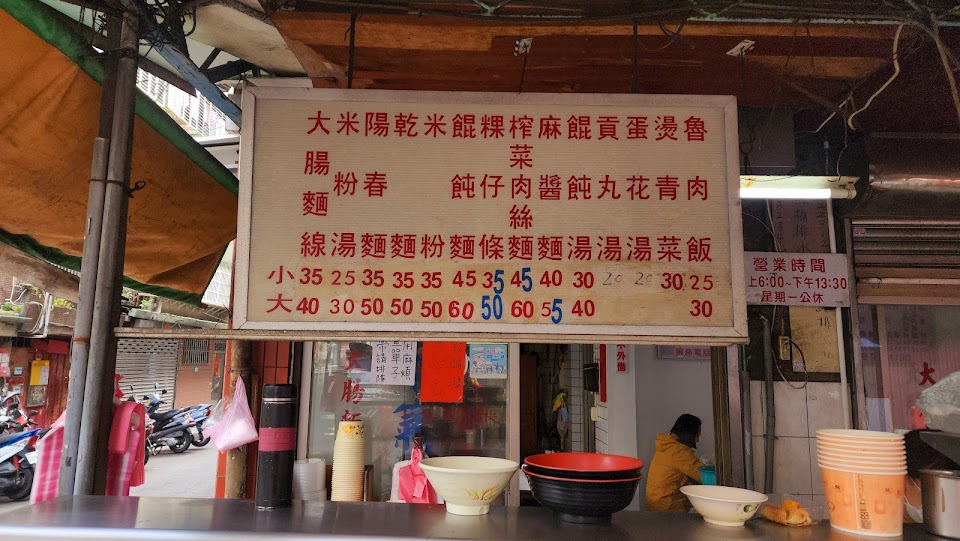 大腸麵線
米粉湯
陽春麵
乾麵
米粉
餛飩麵
粿仔條
榨菜肉絲麵
麻醬麵
餛飩湯
貢丸湯
蛋花湯
燙青菜
魯肉飯
小 35 25 35 35 35 45 35 45 40 30 20 20 30 25
大 40 30 50 50 50 60 50 60 55 40 30
營業時間
上6:00~下午13:30
星期一公休
大腸
大